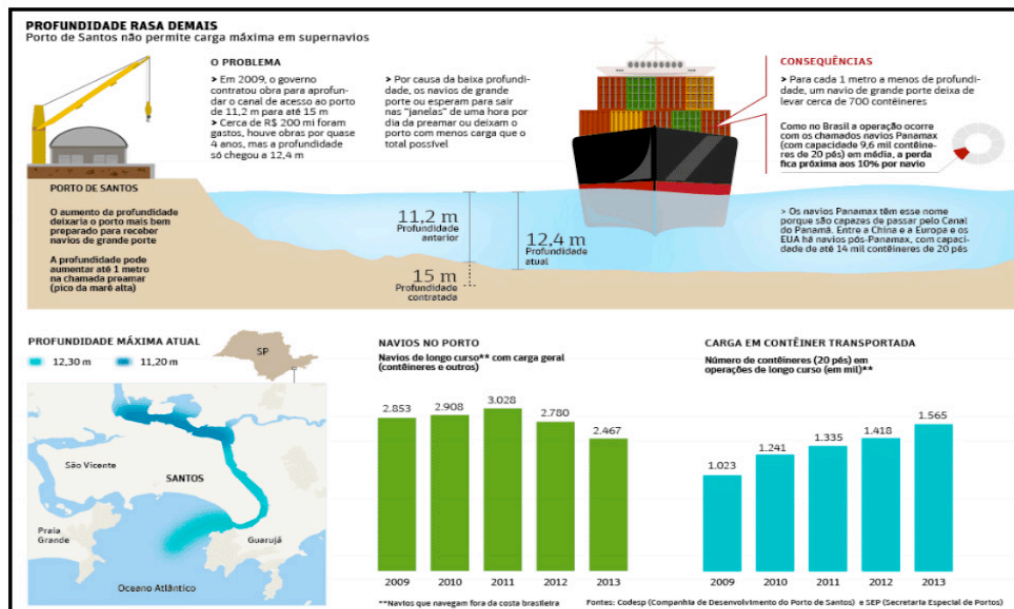 PROFUNDIDADE RASA DEMAIS
Porto de Santos não permite carga máxima em supernavios
O PROBLEMA
> Em 2009, o governo
contratou obra para aprofun-
dar o canal de acesso ao porto
de 11,2 m para até 15 m
> Cerca de R$ 200 mi foram
gastos, houve obras por quase
4 anos, mas a profundidade
só chegou a 12,4 m
> Por causa da baixa profundi-
dade, os navios de grande
porte ou esperam para sair
nas "janelas" de uma hora por
dia da preamar ou deixam o
porto com menos carga que o
total possível
CONSEQUÊNCIAS
> Para cada 1 metro a menos de profundi-
dade, um navio de grande porte deixa de
levar cerca de 700 contêineres
Como no Brasil a operação ocorre
com os chamados navios Panamax
(com capacidade 9,6 mil contêine-
res de 20 pés) em média, a perda
fica próxima aos 10% por navio
> Os navios Panamax têm esse nome
porque são capazes de passar pelo Canal
do Panamá. Entre a China e a Europa e os
EUA há navios pós-Panamax, com capaci-
dade de até 14 mil contêineres de 20 pés
PORTO DE SANTOS
O aumento da profundidade
deixaria o porto mais bem
preparado para receber
navios de grande porte
A profundidade pode
aumentar até 1 metro
na chamada preamar
(pico da maré alta)
11,2 m
Profundidade
anterior
12,4 m
Profundidade
atual
15 m
Profundidade
contratada
PROFUNDIDADE MÁXIMA ATUAL
12,30 m 11,20 m
SP
São Vicente
SANTOS
Praia
Grande
Guarujá
Oceano Atlântico
NAVIOS NO PORTO
Navios de longo curso** com carga geral
(contêineres e outros)
2.853 2.908 3.028 2.780 2.467
2009 2010 2011 2012 2013
CARGA EM CONTÊINER TRANSPORTADA
Número de contêineres (20 pés) em
operações de longo curso (em mil)**
1.023 1.241 1.335 1.418 1.565
2009 2010 2011 2012 2013
**Navios que navegam fora da costa brasileira
Fontes: Codesp (Companhia de Desenvolvimento do Porto de Santos) e SEP (Secretaria Especial de Portos)